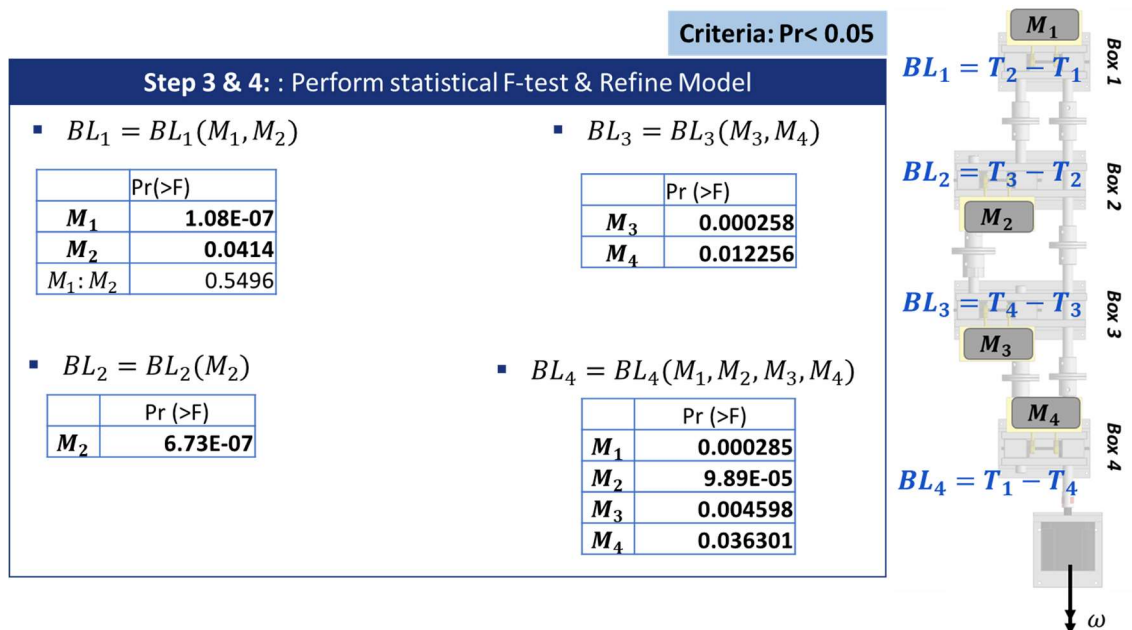 Criteria: Pr< 0.05
Step 3 & 4: : Perform statistical F-test & Refine Model
▪ BL₁ = BL₁(M₁, M₂)
Pr(>F)
M₁ 1.08E-07
M₂ 0.0414
M₁: M₂ 0.5496
▪ BL₃ = BL₃(M₃, M₄)
Pr (>F)
M₃ 0.000258
M₄ 0.012256
▪ BL₂ = BL₂(M₂)
Pr (>F)
M₂ 6.73E-07
▪ BL₄ = BL₄(M₁, M₂, M₃, M₄)
Pr (>F)
M₁ 0.000285
M₂ 9.89E-05
M₃ 0.004598
M₄ 0.036301
M₁
BL₁ = T₂ − T₁
Box 1
BL₂ = T₃ − T₂
Box 2
M₂
BL₃ = T₄ − T₃
Box 3
M₃
M₄
Box 4
BL₄ = T₁ − T₄
ω